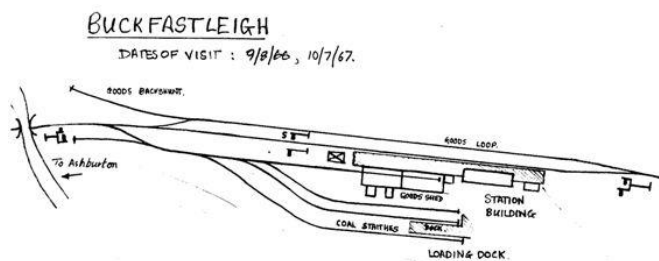 BUCKFASTLEIGH
DATES OF VISIT : 9/8/66, 10/7/67.
GOODS BACKSHUNT.
GOODS LOOP.
To Ashburton
GOODS SHED
STATION
BUILDING
COAL STAITHES
DOCK.
LOADING DOCK.